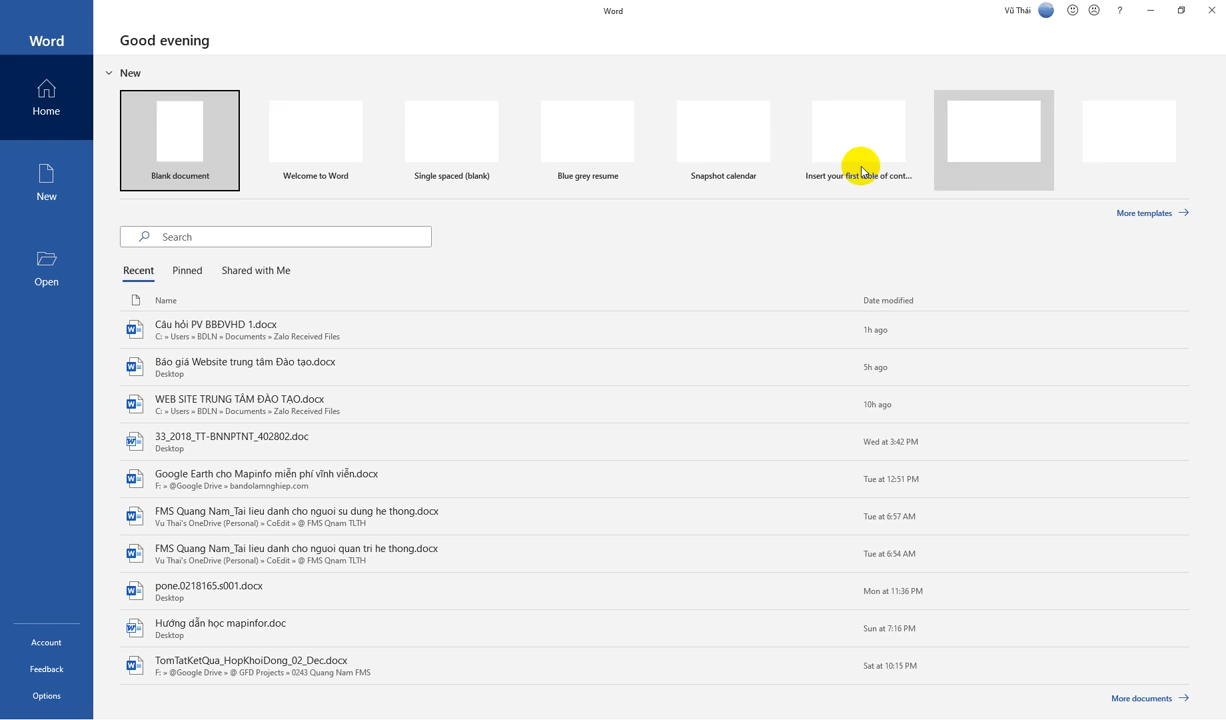 Word
Vũ Thái
?
Word
Good evening
Home
New
Open
Account
Feedback
Options
New
Blank document
Welcome to Word
Single spaced (blank)
Blue grey resume
Snapshot calendar
Insert your first table of cont...
More templates
Search
Recent Pinned Shared with Me
Name Date modified
Câu hỏi PV BBĐVHD 1.docx
C: » Users » BDLN » Documents » Zalo Received Files
1h ago
Báo giá Website trung tâm Đào tạo.docx
Desktop
5h ago
WEB SITE TRUNG TÂM ĐÀO TẠO.docx
C: » Users » BDLN » Documents » Zalo Received Files
10h ago
33_2018_TT-BNNPTNT_402802.doc
Desktop
Wed at 3:42 PM
Google Earth cho Mapinfo miễn phí vĩnh viễn.docx
F: » @Google Drive » bandolamnghiep.com
Tue at 12:51 PM
FMS Quang Nam_Tai lieu danh cho nguoi su dung he thong.docx
Vu Thai's OneDrive (Personal) » CoEdit » @ FMS Qnam TLTH
Tue at 6:57 AM
FMS Quang Nam_Tai lieu danh cho nguoi quan tri he thong.docx
Vu Thai's OneDrive (Personal) » CoEdit » @ FMS Qnam TLTH
Tue at 6:54 AM
pone.0218165.s001.docx
Desktop
Mon at 11:36 PM
Hướng dẫn học mapinfor.doc
Desktop
Sun at 7:16 PM
TomTatKetQua_HopKhoiDong_02_Dec.docx
F: » @Google Drive » @ GFD Projects » 0243 Quang Nam FMS
Sat at 10:15 PM
More documents